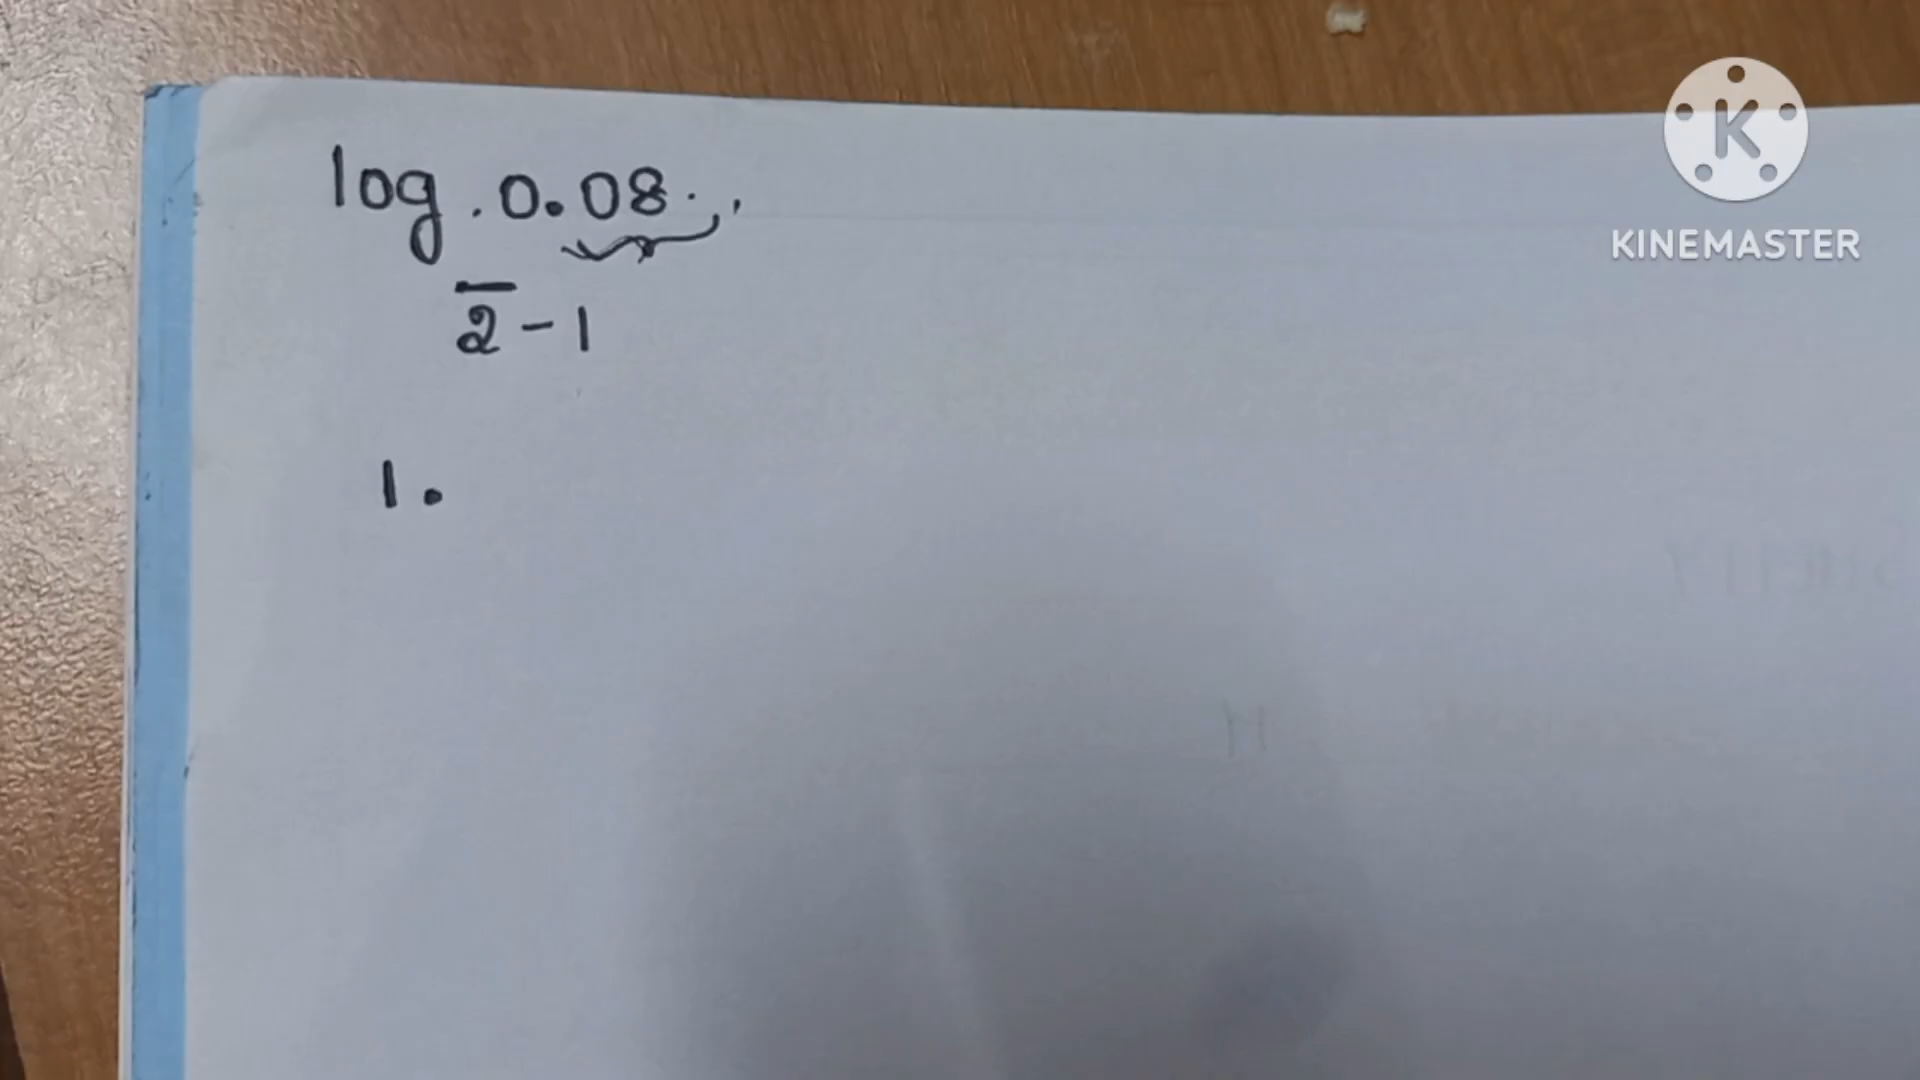 log . 0.08..
2̅ - 1
1.
K
KINEMASTER